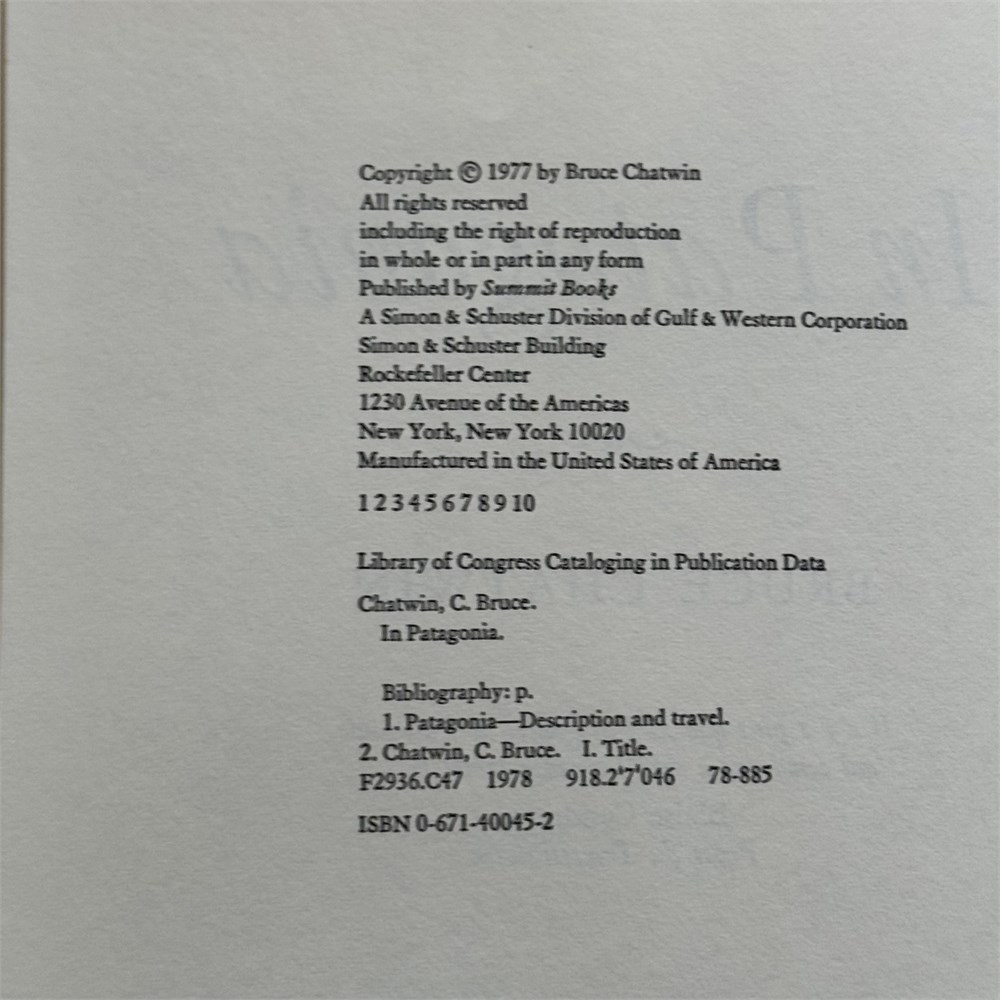 Copyright © 1977 by Bruce Chatwin
All rights reserved
including the right of reproduction
in whole or in part in any form
Published by Summit Books
A Simon & Schuster Division of Gulf & Western Corporation
Simon & Schuster Building
Rockefeller Center
1230 Avenue of the Americas
New York, New York 10020
Manufactured in the United States of America
1 2 3 4 5 6 7 8 9 10
Library of Congress Cataloging in Publication Data
Chatwin, C. Bruce.
In Patagonia.
Bibliography: p.
1. Patagonia—Description and travel.
2. Chatwin, C. Bruce. I. Title.
F2936.C47 1978 918.2'7'046 78-885
ISBN 0-671-40045-2